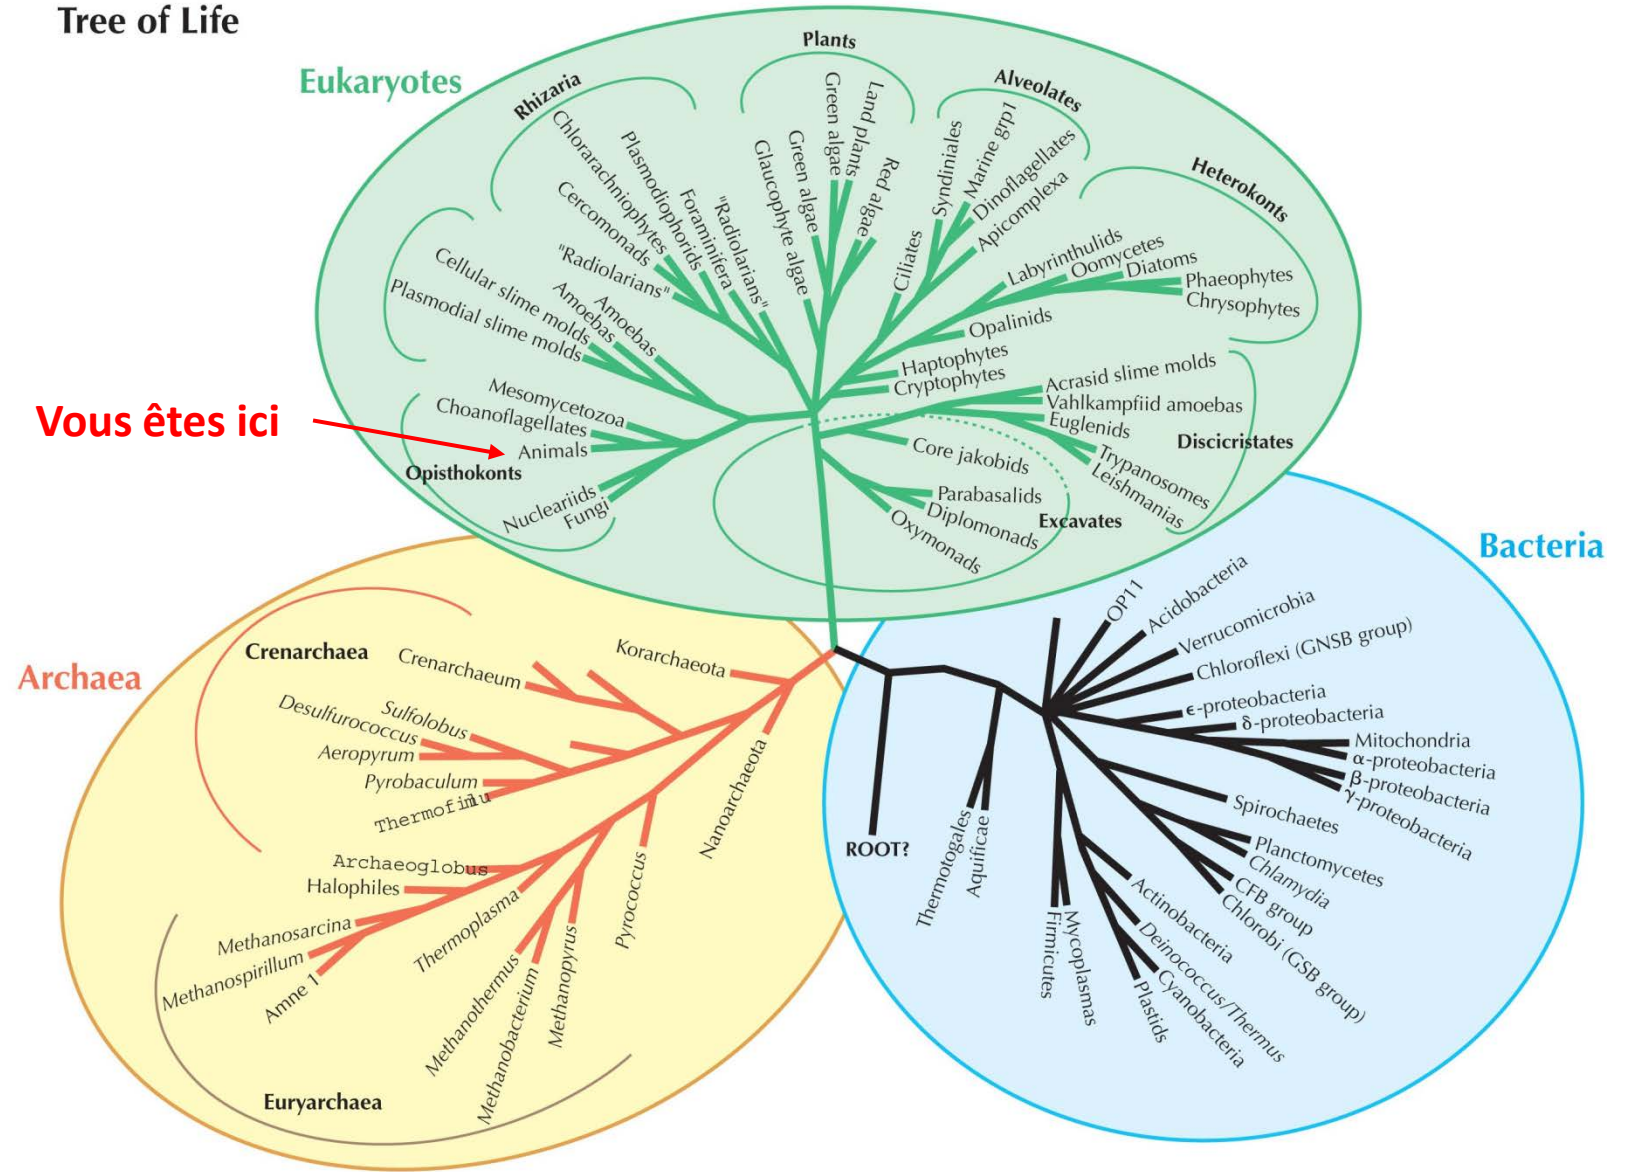 Tree of Life
Eukaryotes
Rhizaria
Plants
Alveolates
Heterokonts
Chlorarachniophytes
Plasmodiophorids
Cercomonads
Foraminifera
"Radiolarians"
"Radiolarians"
Glaucophyte algae
Green algae
Green algae
Land plants
Red algae
Ciliates
Syndiniales
Marine grp1
Dinoflagellates
Apicomplexa
Labyrinthulids
Oomycetes
Diatoms
Phaeophytes
Chrysophytes
Opalinids
Haptophytes
Cryptophytes
Cellular slime molds
Plasmodial slime molds
Amoebas
Amoebas
Mesomycetozoa
Choanoflagellates
Vous êtes ici
Animals
Opisthokonts
Nucleariids
Fungi
Acrasid slime molds
Vahlkampfiid amoebas
Euglenids
Trypanosomes
Leishmanias
Discicristates
Core jakobids
Parabasalids
Diplomonads
Oxymonads
Excavates
Archaea
Crenarchaea
Crenarchaeum
Korarchaeota
Desulfurococcus
Sulfolobus
Aeropyrum
Pyrobaculum
Nanoarchaeota
Archaeoglobus
Halophiles
Methanosarcina
Methanospirillum
Amne 1
Thermoplasma
Methanothermus
Methanobacterium
Methanopyrus
Pyrococcus
Euryarchaea
Bacteria
OP11
Acidobacteria
Verrucomicrobia
Chloroflexi (GNSB group)
ϵ-proteobacteria
δ-proteobacteria
Mitochondria
α-proteobacteria
β-proteobacteria
γ-proteobacteria
Spirochaetes
Planctomycetes
Chlamydia
CFB group
Chlorobi (GSB group)
Actinobacteria
Deinococcus/Thermus
Cyanobacteria
Plastids
Mycoplasmas
Firmicutes
Aquificae
Thermotogales
ROOT?